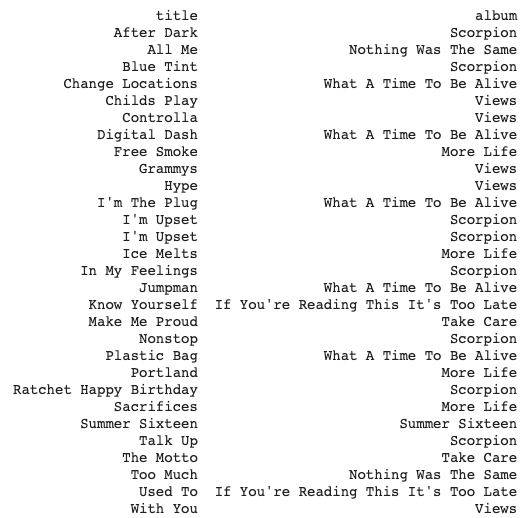 title album
After Dark Scorpion
All Me Nothing Was The Same
Blue Tint Scorpion
Change Locations What A Time To Be Alive
Childs Play Views
Controlla Views
Digital Dash What A Time To Be Alive
Free Smoke More Life
Grammys Views
Hype Views
I'm The Plug What A Time To Be Alive
I'm Upset Scorpion
I'm Upset Scorpion
Ice Melts More Life
In My Feelings Scorpion
Jumpman What A Time To Be Alive
Know Yourself If You're Reading This It's Too Late
Make Me Proud Take Care
Nonstop Scorpion
Plastic Bag What A Time To Be Alive
Portland More Life
Ratchet Happy Birthday Scorpion
Sacrifices More Life
Summer Sixteen Summer Sixteen
Talk Up Scorpion
The Motto Take Care
Too Much Nothing Was The Same
Used To If You're Reading This It's Too Late
With You Views